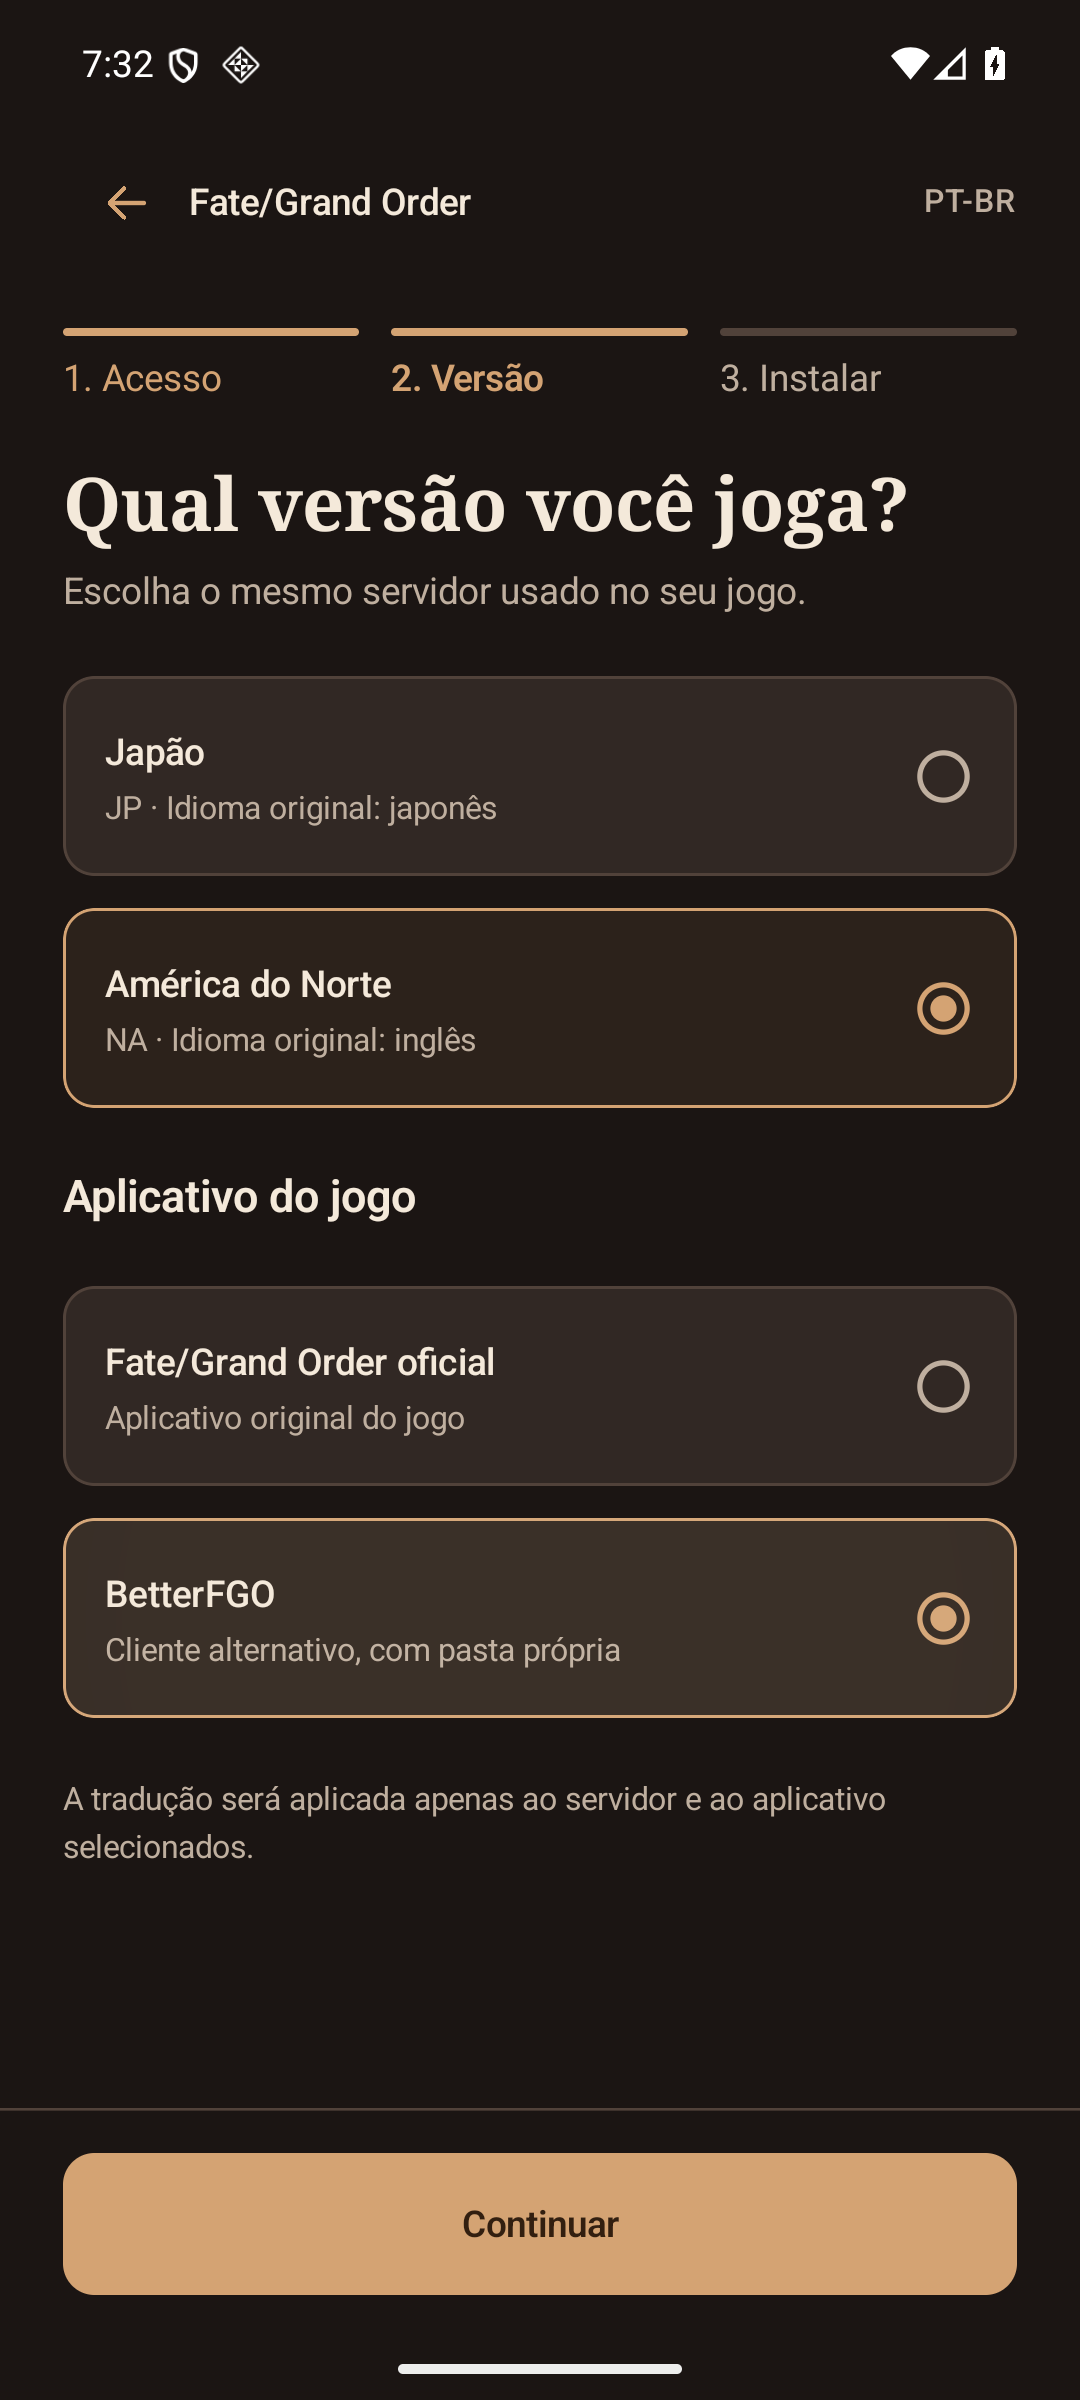 7:32
Fate/Grand Order
PT-BR
1. Acesso
2. Versão
3. Instalar
Qual versão você joga?
Escolha o mesmo servidor usado no seu jogo.
Japão
JP · Idioma original: japonês
América do Norte
NA · Idioma original: inglês
Aplicativo do jogo
Fate/Grand Order oficial
Aplicativo original do jogo
BetterFGO
Cliente alternativo, com pasta própria
A tradução será aplicada apenas ao servidor e ao aplicativo
selecionados.
Continuar